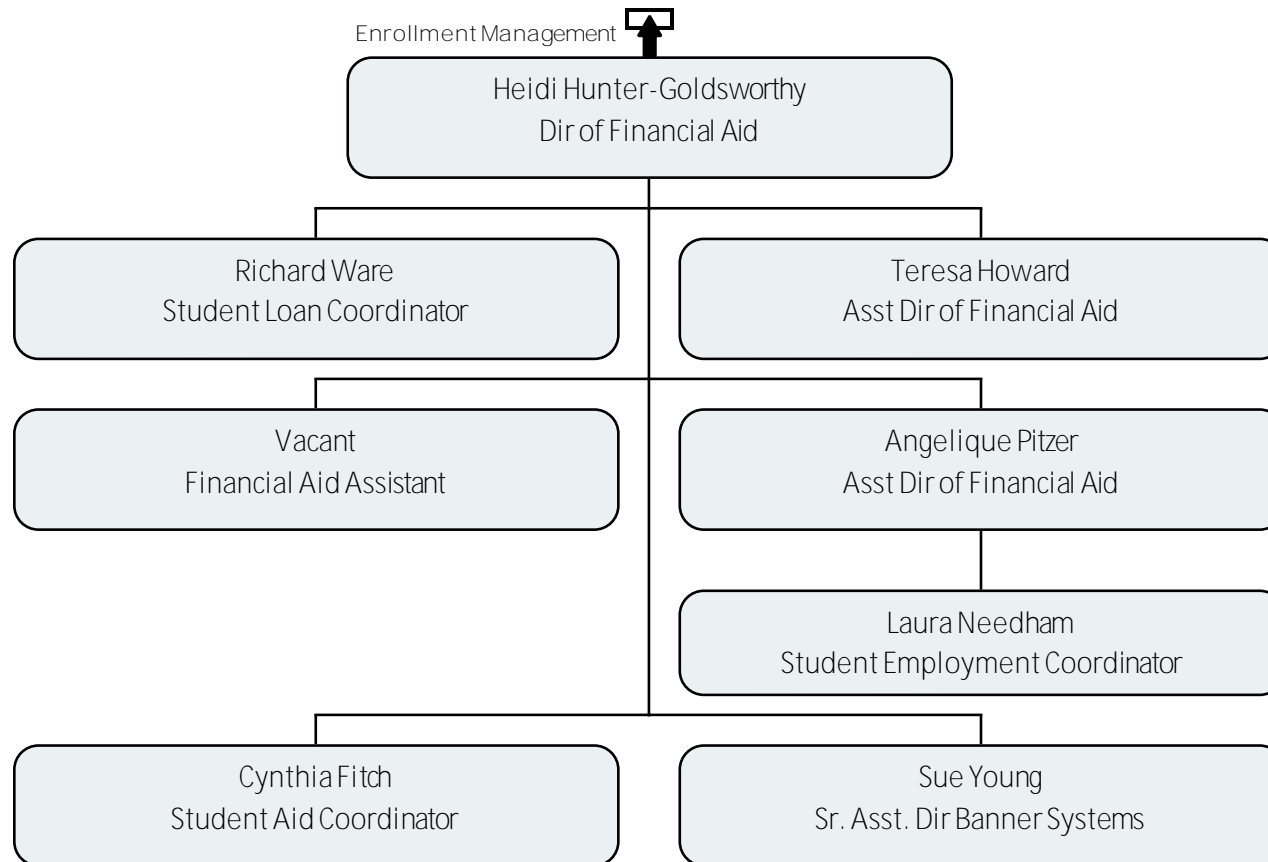 Enrollment Management
Heidi Hunter-Goldsworthy
Dir of Financial Aid
Richard Ware
Student Loan Coordinator
Teresa Howard
Asst Dir of Financial Aid
Vacant
Financial Aid Assistant
Angelique Pitzer
Asst Dir of Financial Aid
Laura Needham
Student Employment Coordinator
Cynthia Fitch
Student Aid Coordinator
Sue Young
Sr. Asst. Dir Banner Systems